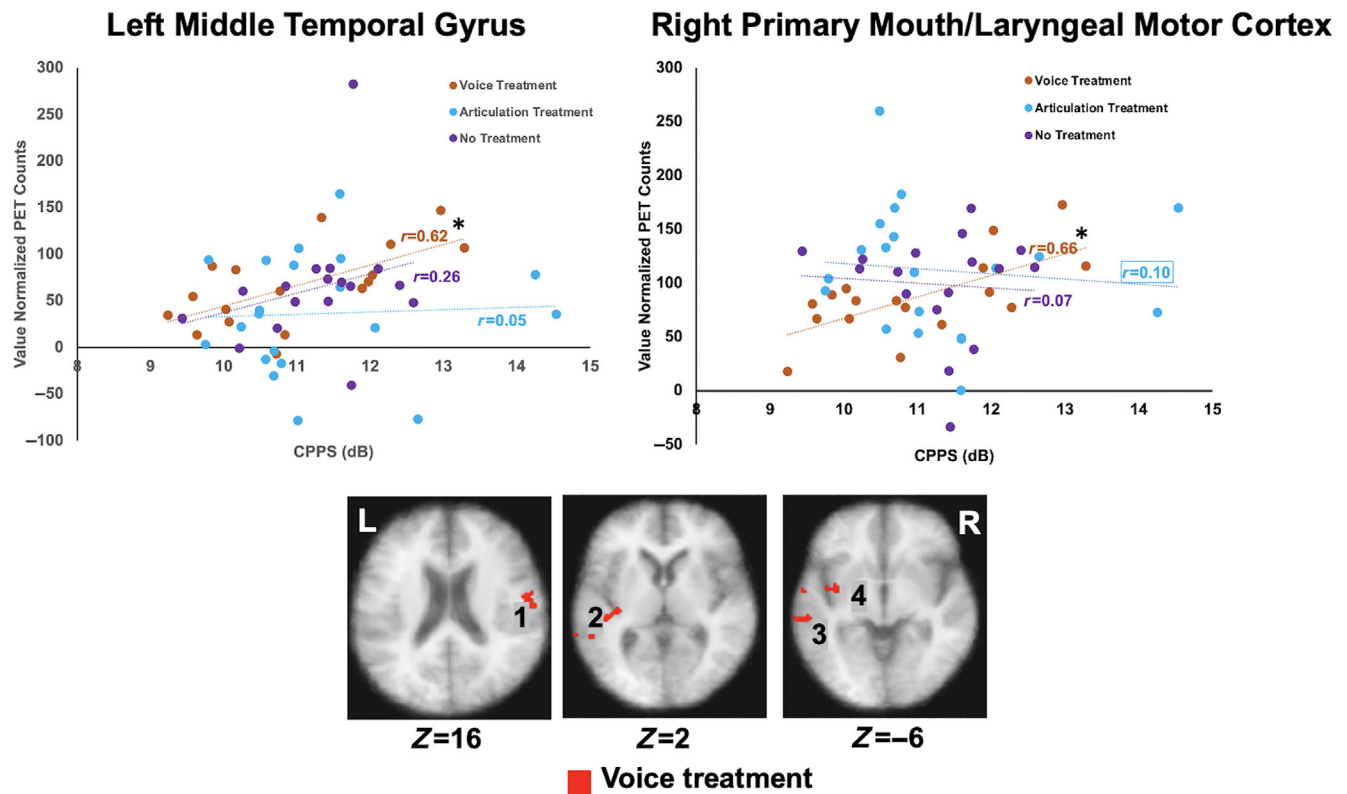 Left Middle Temporal Gyrus
300
250
200
150
100
50
0
−50
−100
Value Normalized PET Counts
8
9
10
11
12
13
14
15
CPPS (dB)
Voice Treatment
Articulation Treatment
No Treatment
r=0.62
*
r=0.26
r=0.05
Right Primary Mouth/Laryngeal Motor Cortex
300
250
200
150
100
50
0
−50
Value Normalized PET Counts
8
9
10
11
12
13
14
15
CPPS (dB)
Voice Treatment
Articulation Treatment
No Treatment
*
r=0.66
r=0.10
r=0.07
L
R
1
2
3
4
Z=16
Z=2
Z=−6
Voice treatment